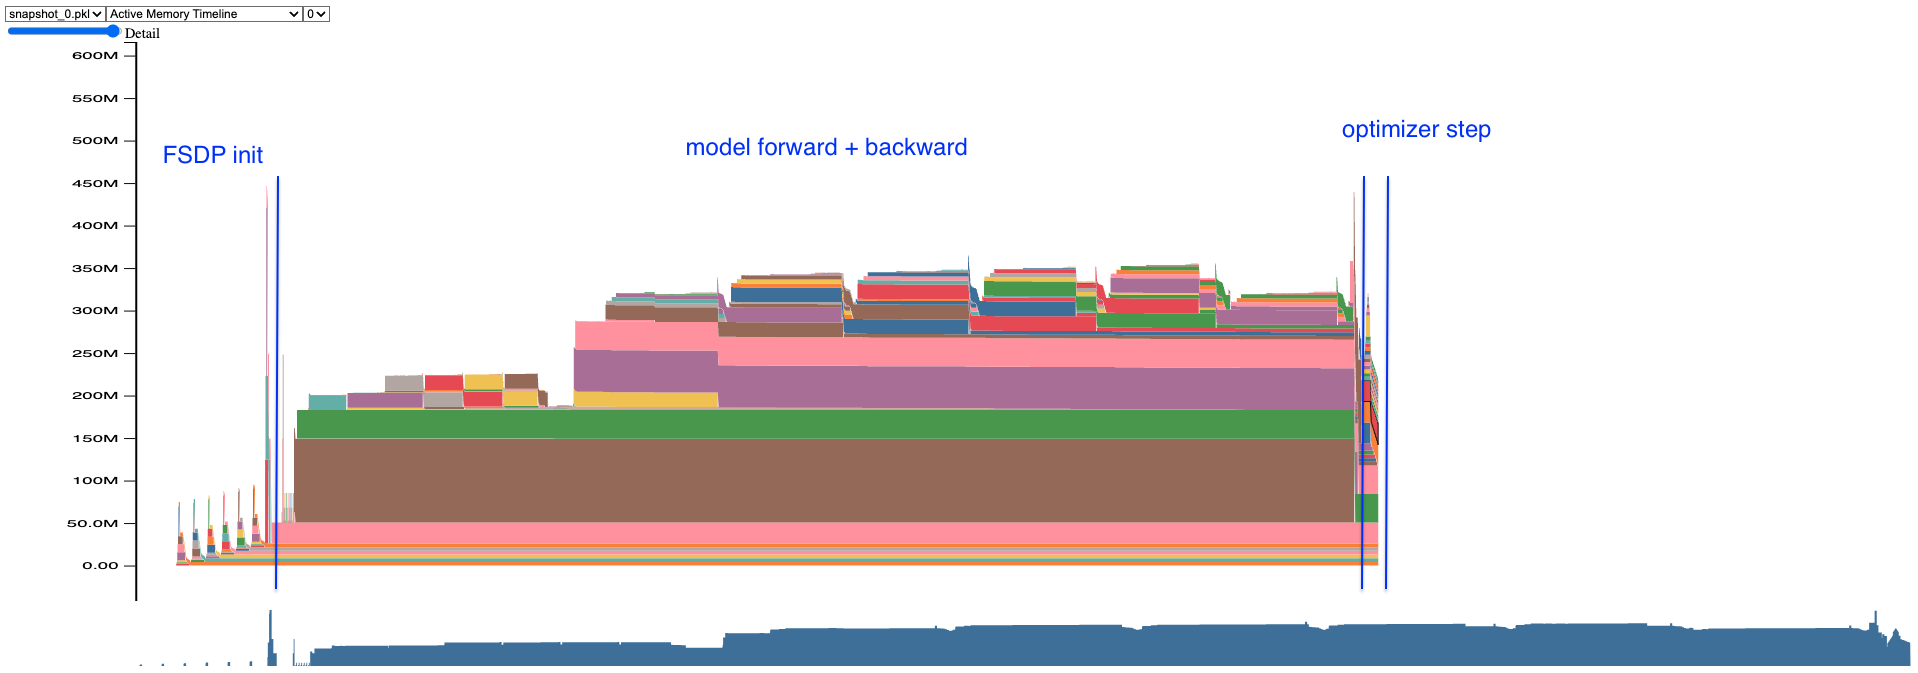 snapshot_0.pkl Active Memory Timeline 0
Detail
600M
550M
500M
450M
400M
350M
300M
250M
200M
150M
100M
50.0M
0.00
FSDP init
model forward + backward
optimizer step